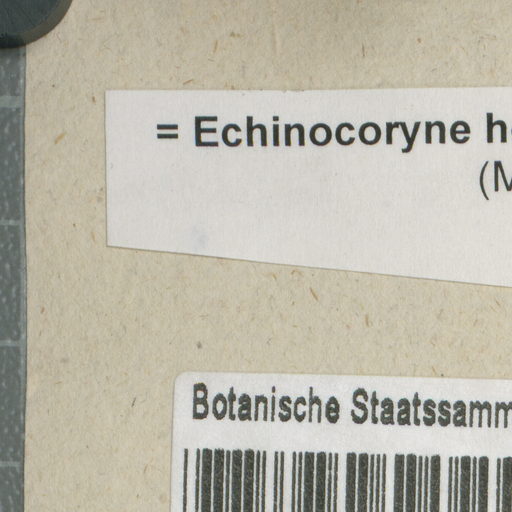 = Echinocoryne h
(M
Botanische Staatssamm